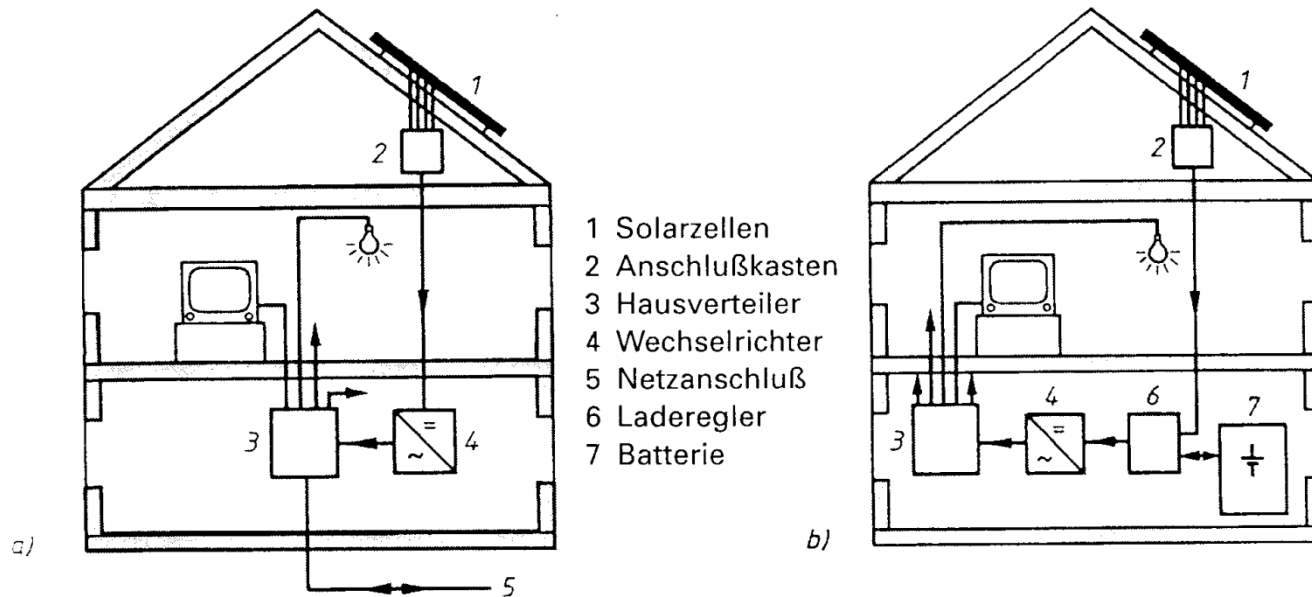 1
2
3
4
5
a)
1 Solarzellen
2 Anschlußkasten
3 Hausverteiler
4 Wechselrichter
5 Netzanschluß
6 Laderegler
7 Batterie
1
2
3
4
6
7
b)
=
~
=
~